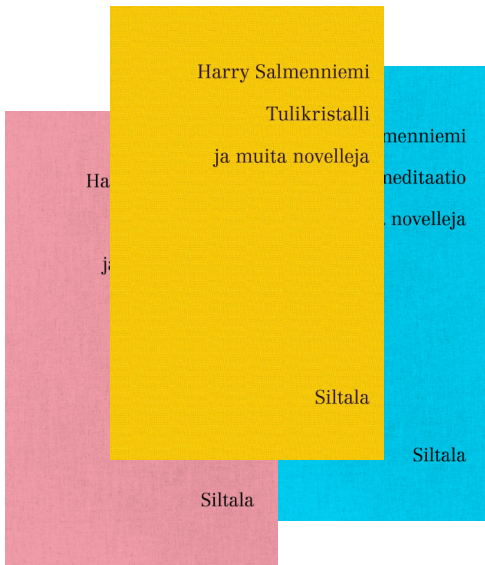 Harry Salmenniemi
Tulikristalli
ja muita novelleja
Siltala
menniemi
meditaatio
novelleja
Siltala
Ha
ja
Siltala